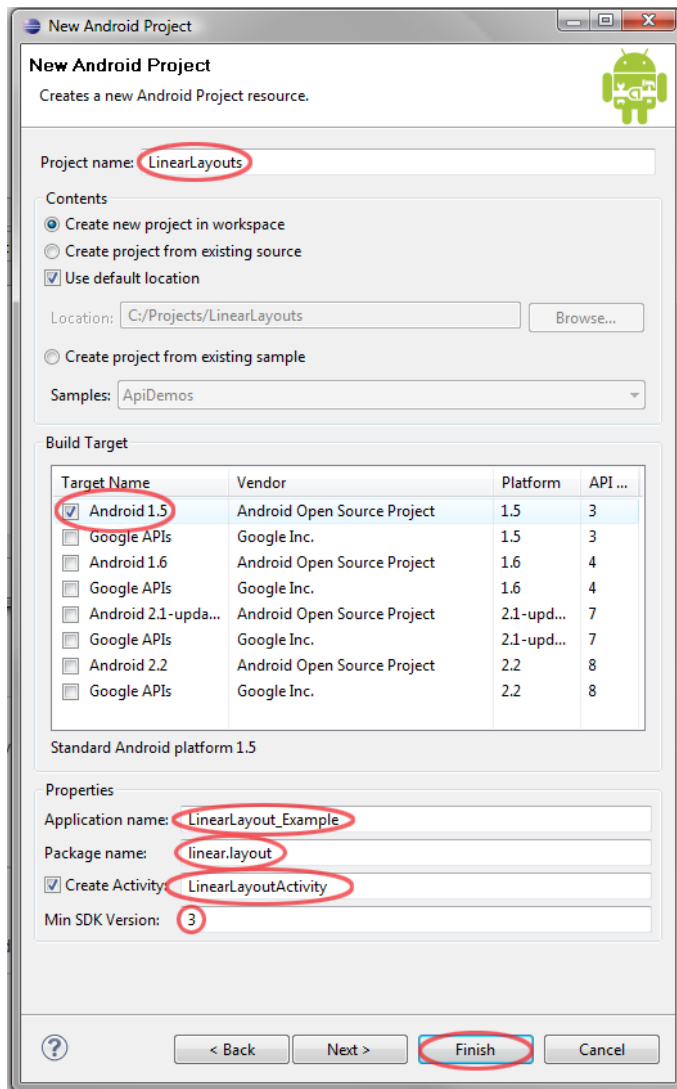 New Android Project
New Android Project
Creates a new Android Project resource.
Project name: LinearLayouts
Contents
Create new project in workspace
Create project from existing source
Use default location
Location: C:/Projects/LinearLayouts Browse...
Create project from existing sample
Samples: ApiDemos
Build Target
Target Name Vendor Platform API ...
Android 1.5 Android Open Source Project 1.5 3
Google APIs Google Inc. 1.5 3
Android 1.6 Android Open Source Project 1.6 4
Google APIs Google Inc. 1.6 4
Android 2.1-upda... Android Open Source Project 2.1-upd... 7
Google APIs Google Inc. 2.1-upd... 7
Android 2.2 Android Open Source Project 2.2 8
Google APIs Google Inc. 2.2 8
Standard Android platform 1.5
Properties
Application name: LinearLayout_Example
Package name: linear.layout
Create Activity: LinearLayoutActivity
Min SDK Version: 3
? < Back Next > Finish Cancel